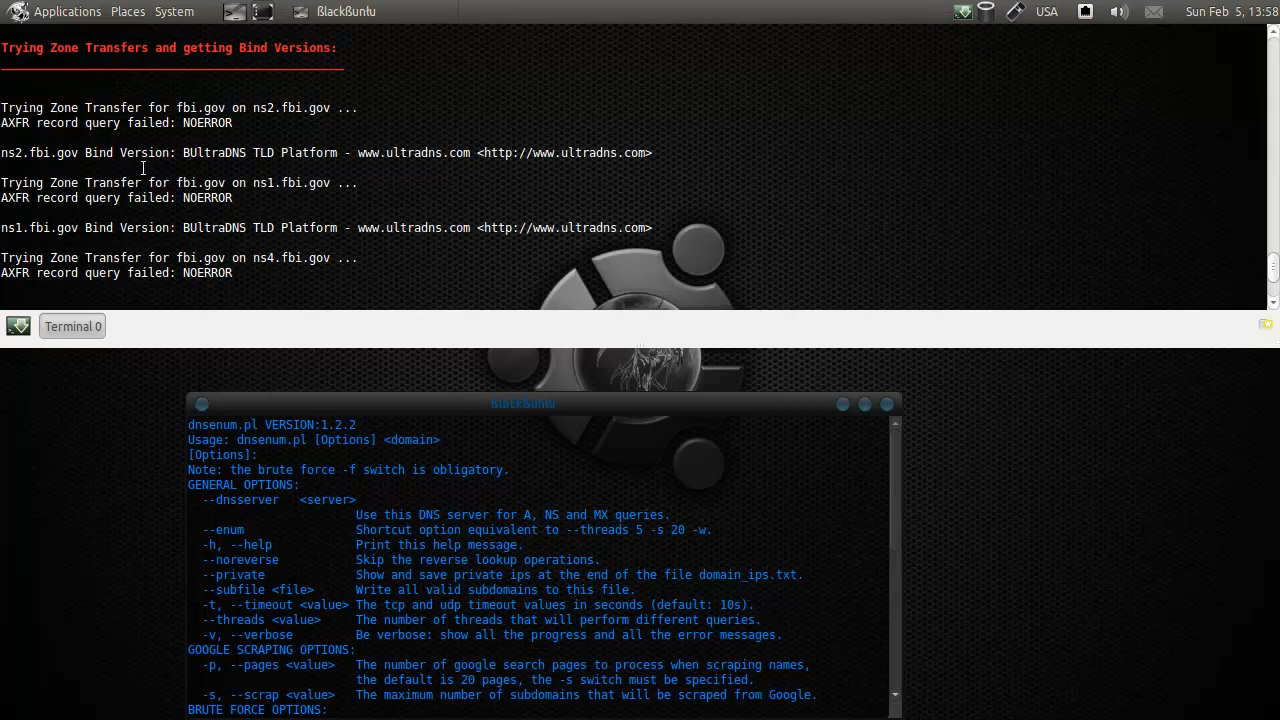 Applications Places System ßlackßunłu USA Sun Feb 5, 13:58
Trying Zone Transfers and getting Bind Versions:
Trying Zone Transfer for fbi.gov on ns2.fbi.gov ...
AXFR record query failed: NOERROR
ns2.fbi.gov Bind Version: BUltraDNS TLD Platform - www.ultradns.com <http://www.ultradns.com>
Trying Zone Transfer for fbi.gov on ns1.fbi.gov ...
AXFR record query failed: NOERROR
ns1.fbi.gov Bind Version: BUltraDNS TLD Platform - www.ultradns.com <http://www.ultradns.com>
Trying Zone Transfer for fbi.gov on ns4.fbi.gov ...
AXFR record query failed: NOERROR
Terminal 0
ßlackßunłu
dnsenum.pl VERSION:1.2.2
Usage: dnsenum.pl [Options] <domain>
[Options]:
Note: the brute force -f switch is obligatory.
GENERAL OPTIONS:
--dnsserver <server>
Use this DNS server for A, NS and MX queries.
--enum Shortcut option equivalent to --threads 5 -s 20 -w.
-h, --help Print this help message.
--noreverse Skip the reverse lookup operations.
--private Show and save private ips at the end of the file domain_ips.txt.
--subfile <file> Write all valid subdomains to this file.
-t, --timeout <value> The tcp and udp timeout values in seconds (default: 10s).
--threads <value> The number of threads that will perform different queries.
-v, --verbose Be verbose: show all the progress and all the error messages.
GOOGLE SCRAPING OPTIONS:
-p, --pages <value> The number of google search pages to process when scraping names,
the default is 20 pages, the -s switch must be specified.
-s, --scrap <value> The maximum number of subdomains that will be scraped from Google.
BRUTE FORCE OPTIONS: